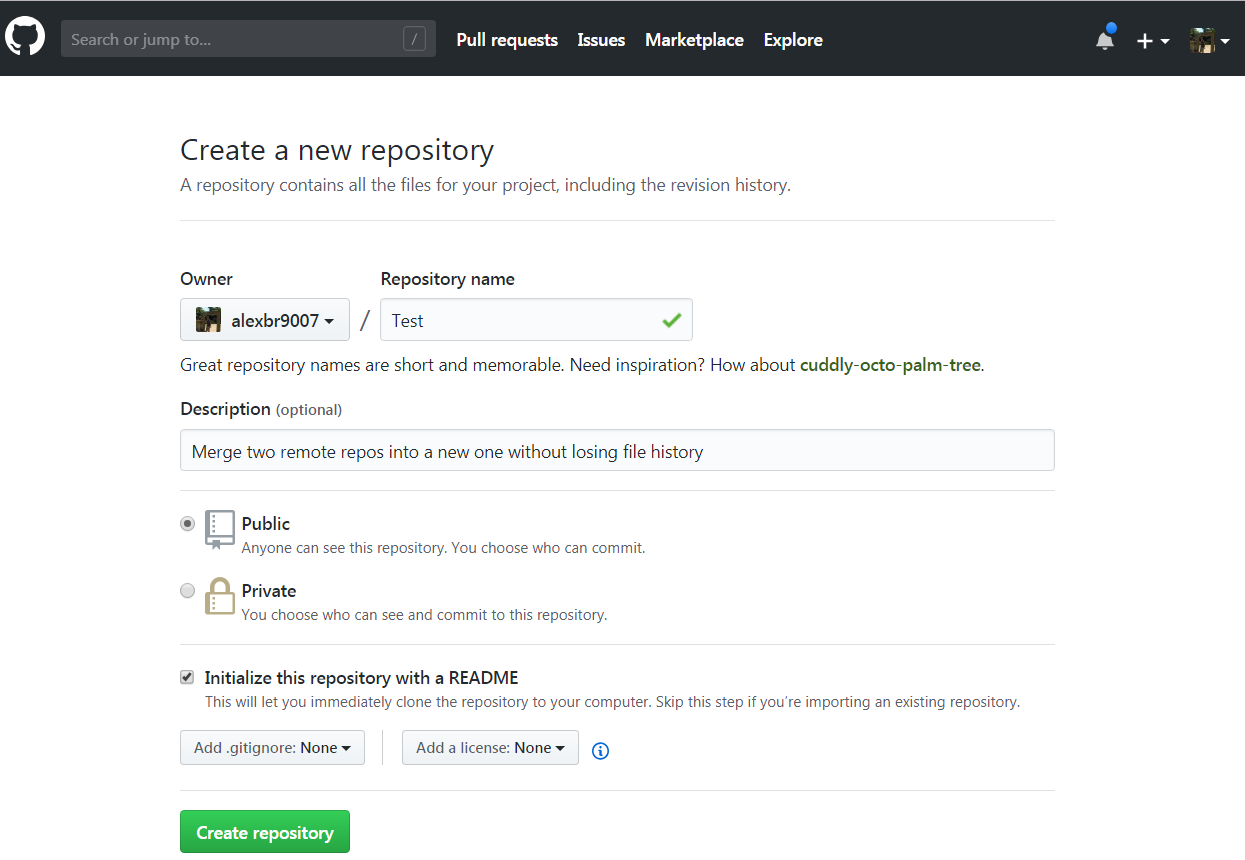 Search or jump to... / Pull requests Issues Marketplace Explore
Create a new repository
A repository contains all the files for your project, including the revision history.
Owner Repository name
alexbr9007 / Test
Great repository names are short and memorable. Need inspiration? How about cuddly-octo-palm-tree.
Description (optional)
Merge two remote repos into a new one without losing file history
Public
Anyone can see this repository. You choose who can commit.
Private
You choose who can see and commit to this repository.
Initialize this repository with a README
This will let you immediately clone the repository to your computer. Skip this step if you’re importing an existing repository.
Add .gitignore: None Add a license: None
Create repository